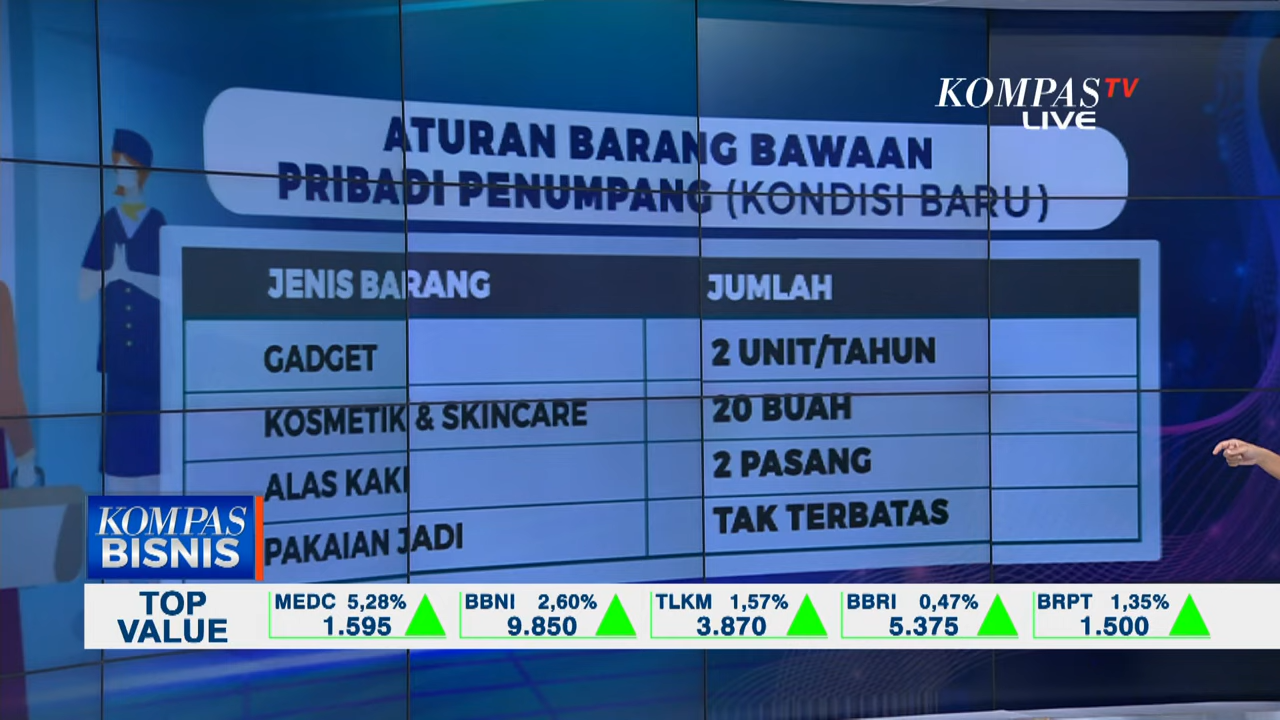 KOMPAS TV
LIVE
ATURAN BARANG BAWAAN
PRIBADI PENUMPANG (KONDISI BARU)
JENIS BARANG JUMLAH
GADGET 2 UNIT/TAHUN
KOSMETIK & SKINCARE 20 BUAH
ALAS KAKI 2 PASANG
PAKAIAN JADI TAK TERBATAS
KOMPAS
BISNIS
TOP
VALUE
MEDC 5,28%
1.595
BBNI 2,60%
9.850
TLKM 1,57%
3.870
BBRI 0,47%
5.375
BRPT 1,35%
1.500